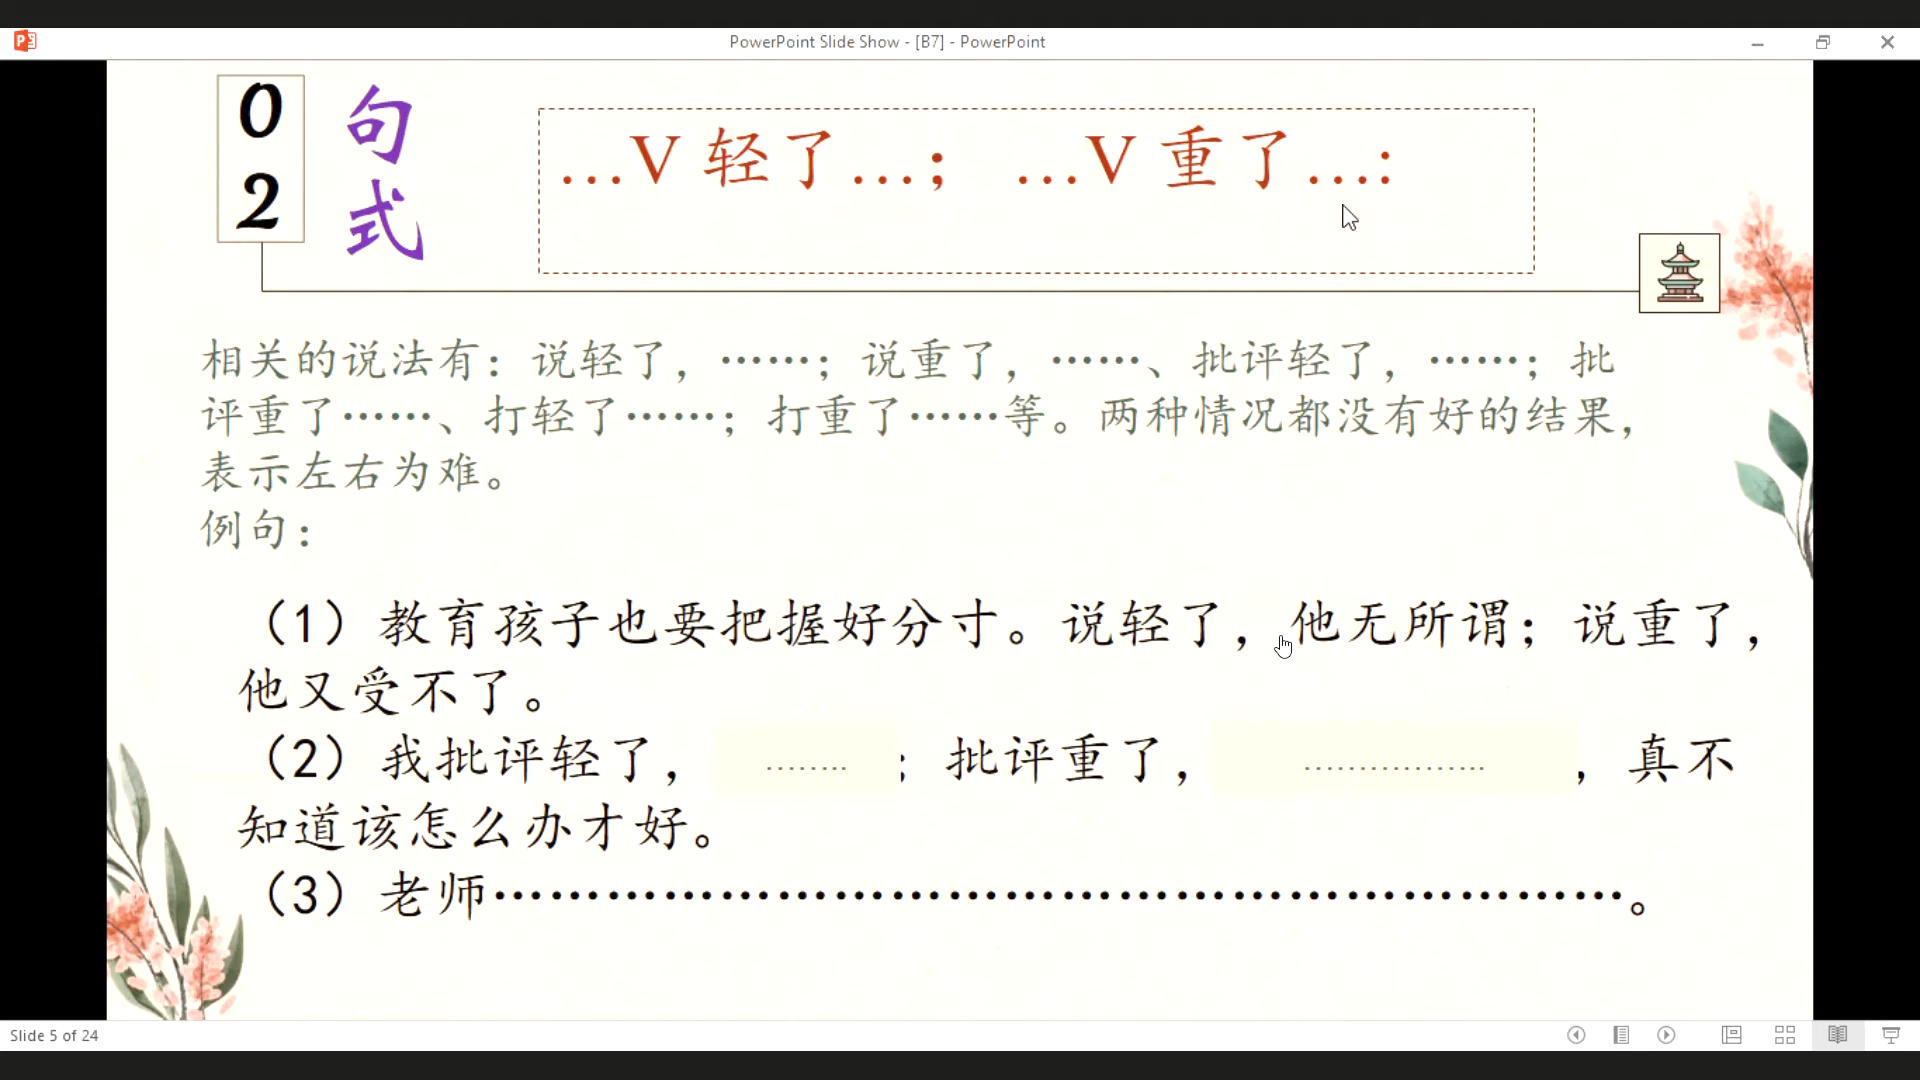 PowerPoint Slide Show - [B7] - PowerPoint
02
句式
…V 轻了…； …V 重了…:
相关的说法有：说轻了，……；说重了，……、批评轻了，……；批
评重了……、打轻了……；打重了……等。两种情况都没有好的结果，
表示左右为难。
例句：
（1）教育孩子也要把握好分寸。说轻了，他无所谓；说重了，
他又受不了。
（2）我批评轻了，........；批评重了，................，真不
知道该怎么办才好。
（3）老师………………………………………………………。
Slide 5 of 24